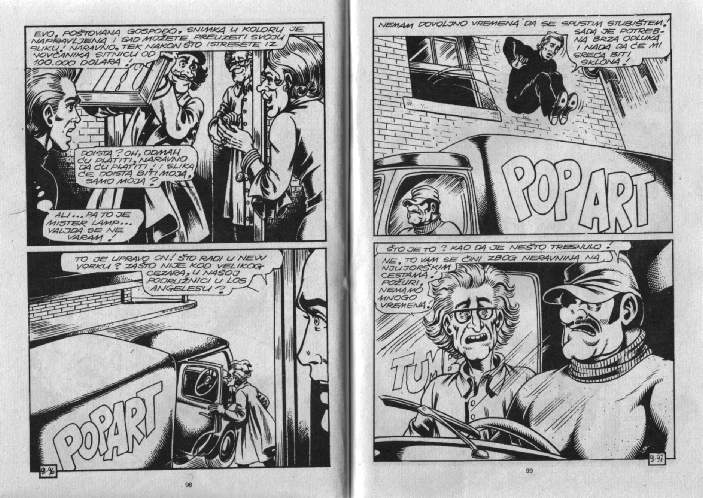 EVO, POŠTOVANA GOSPODO, SNIMKA U KOLORU JE
NAPRAVLJENA I SAD MOŽETE PREUZETI SVOJU
SLIKU! NARAVNO, TEK NAKON ŠTO ISTRESETE IZ
NOVČANIKA SITNICU OD
100.000 DOLARA!
DOISTA? OH, ODMAH
ĆU PLATITI, NARAVNO
DA ĆU PLATITI! I SLIKA
ĆE DOISTA BITI MOJA,
SAMO MOJA?
ALI... PA TO JE
MISTER LAMP...
VALJDA SE NE
VARAM!
TO JE UPRAVO ON! ŠTO RADI U NEW
YORKU? ZAŠTO NIJE KOD VELIKOG
CEZARA, U NAŠOJ
PODRUŽNICI U LOS
ANGELESU?
POP ART
98
NEMAM DOVOLJNO VREMENA DA SE SPUSTIM STUBIŠTEM.
SADA JE POTREB-
NA BRZA ODLUKA
I NADA DA ĆE MI
SREĆA BITI
SKLONA!
POP ART
ŠTO JE TO? KAO DA JE NEŠTO TRESNULO!
NE, TO VAM SE ČINI ZBOG NERAVNINA NA
NJUJORŠKIM
CESTAMA.
POŽURI,
NEMAMO
MNOGO
VREMENA!
TUM
99